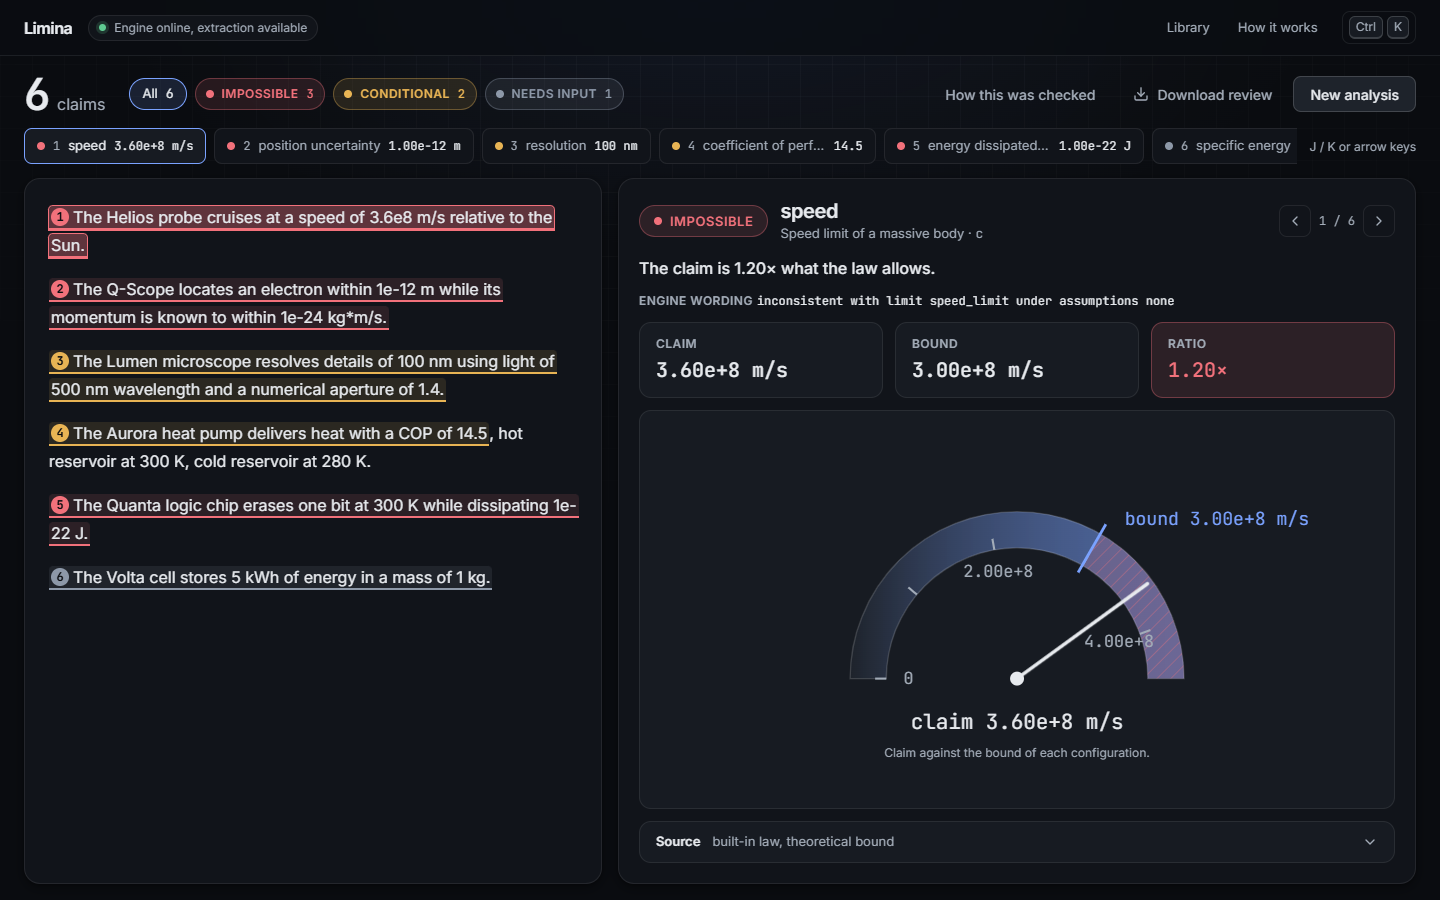 Limina
Engine online, extraction available
Library
How it works
Ctrl K
6 claims
All 6
IMPOSSIBLE 3
CONDITIONAL 2
NEEDS INPUT 1
How this was checked
Download review
New analysis
1 speed 3.60e+8 m/s
2 position uncertainty 1.00e-12 m
3 resolution 100 nm
4 coefficient of perf... 14.5
5 energy dissipated... 1.00e-22 J
6 specific energy
J / K or arrow keys
1 The Helios probe cruises at a speed of 3.6e8 m/s relative to the
Sun.
2 The Q-Scope locates an electron within 1e-12 m while its
momentum is known to within 1e-24 kg*m/s.
3 The Lumen microscope resolves details of 100 nm using light of
500 nm wavelength and a numerical aperture of 1.4.
4 The Aurora heat pump delivers heat with a COP of 14.5, hot
reservoir at 300 K, cold reservoir at 280 K.
5 The Quanta logic chip erases one bit at 300 K while dissipating 1e-
22 J.
6 The Volta cell stores 5 kWh of energy in a mass of 1 kg.
IMPOSSIBLE
speed
Speed limit of a massive body · c
1 / 6
The claim is 1.20× what the law allows.
ENGINE WORDING inconsistent with limit speed_limit under assumptions none
CLAIM
3.60e+8 m/s
BOUND
3.00e+8 m/s
RATIO
1.20×
bound 3.00e+8 m/s
2.00e+8
4.00e+8
0
claim 3.60e+8 m/s
Claim against the bound of each configuration.
Source built-in law, theoretical bound